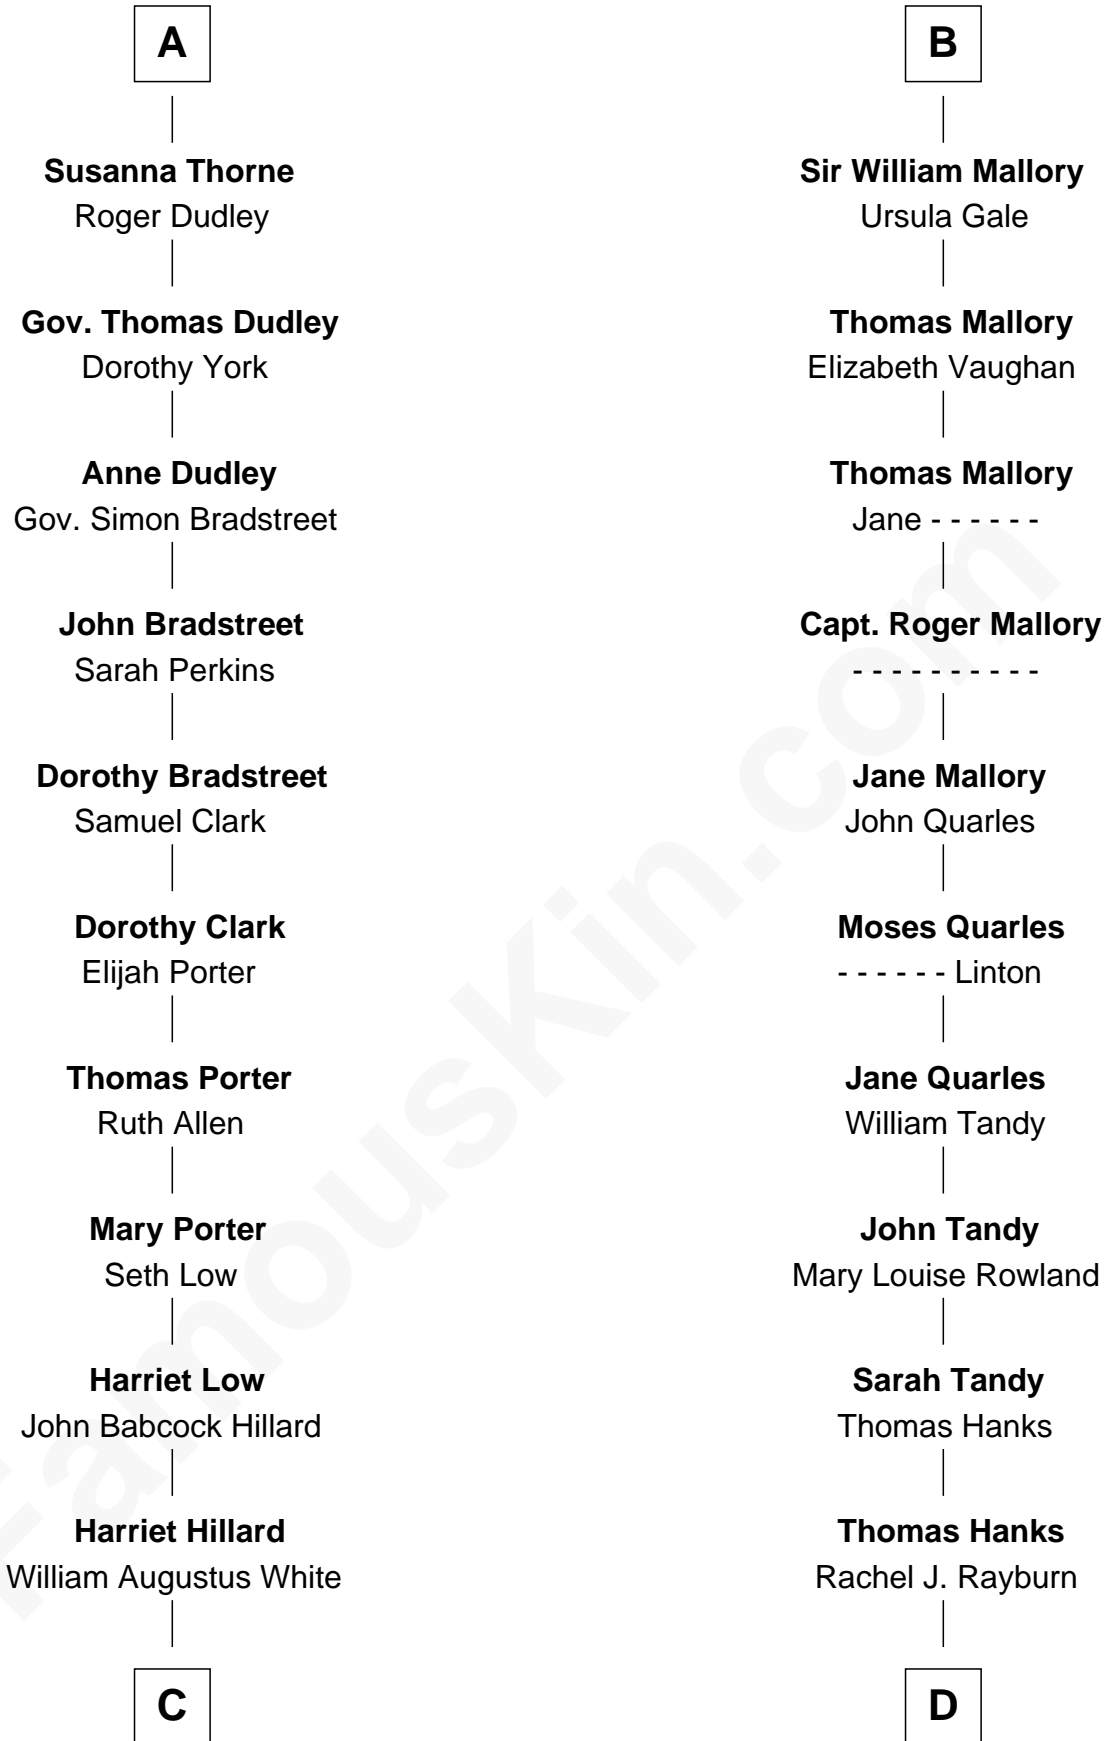 A
Susanna Thorne
Roger Dudley
Gov. Thomas Dudley
Dorothy York
Anne Dudley
Gov. Simon Bradstreet
John Bradstreet
Sarah Perkins
Dorothy Bradstreet
Samuel Clark
Dorothy Clark
Elijah Porter
Thomas Porter
Ruth Allen
Mary Porter
Seth Low
Harriet Low
John Babcock Hillard
Harriet Hillard
William Augustus White
C
B
Sir William Mallory
Ursula Gale
Thomas Mallory
Elizabeth Vaughan
Thomas Mallory
Jane - - - - - -
Capt. Roger Mallory
- - - - - - - - - -
Jane Mallory
John Quarles
Moses Quarles
- - - - - - Linton
Jane Quarles
William Tandy
John Tandy
Mary Louise Rowland
Sarah Tandy
Thomas Hanks
Thomas Hanks
Rachel J. Rayburn
D
FamousKin.com